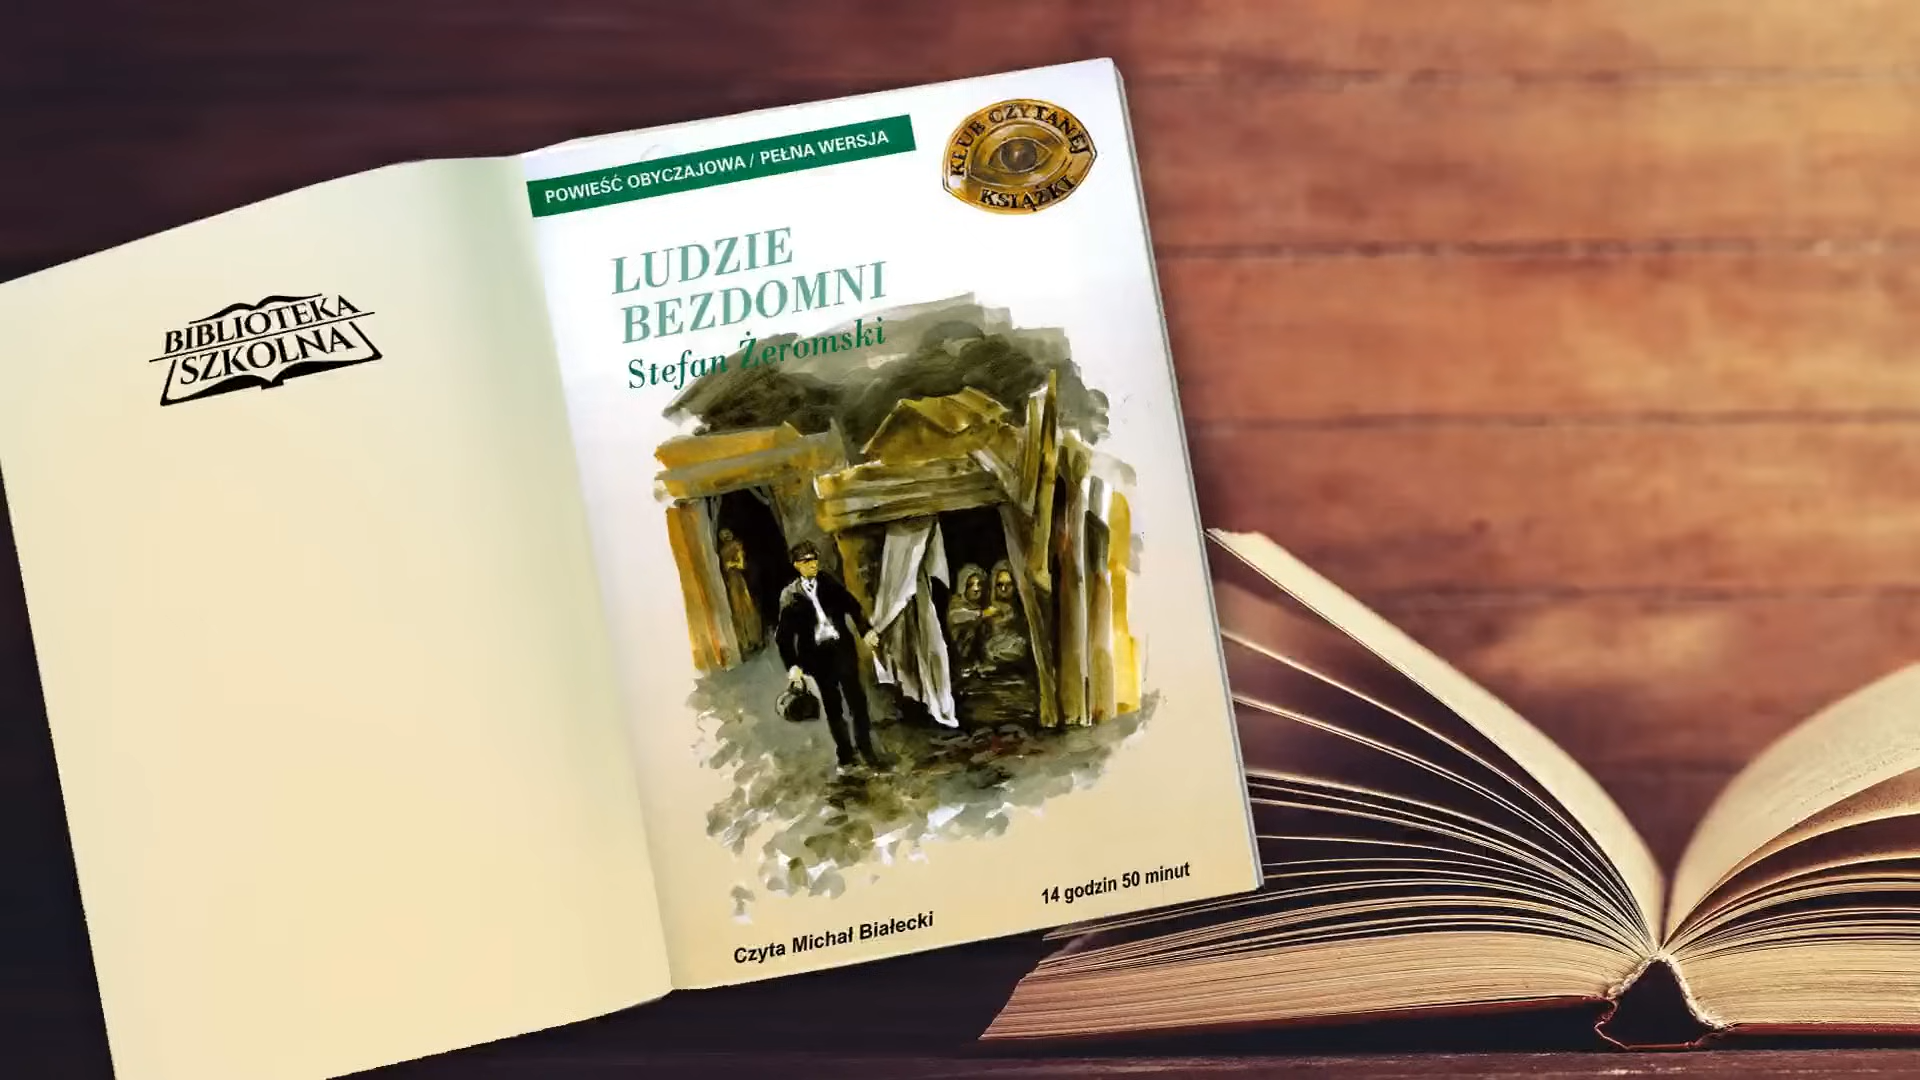 BIBLIOTEKA
SZKOLNA
POWIEŚĆ OBYCZAJOWA / PEŁNA WERSJA
KLUB CZYTANEJ
KSIĄŻKI
LUDZIE
BEZDOMNI
Stefan Żeromski
Czyta Michał Białecki
14 godzin 50 minut